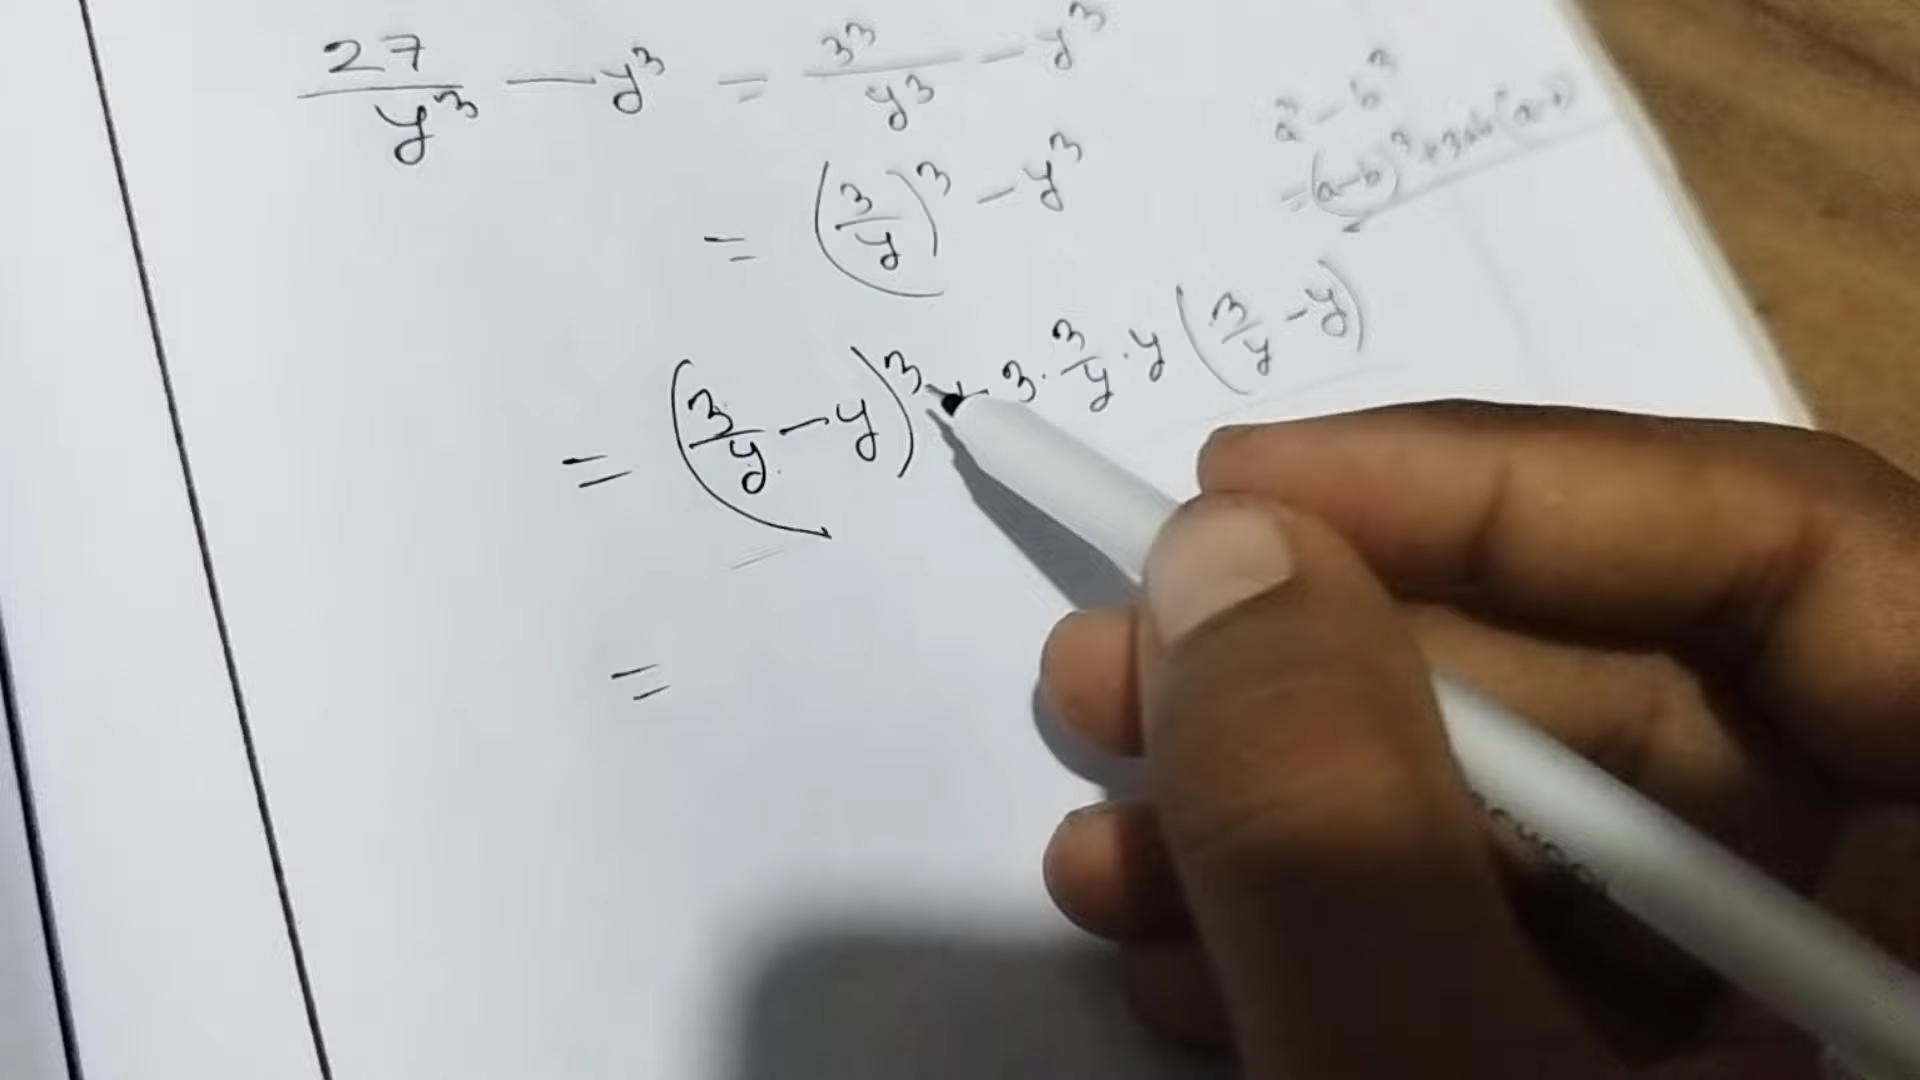 27/y³ — y³ = 3³/y³ — y³
= (3/y)³ — y³
a³ — b³
= (a-b)³ + 3ab(a-b)
= (3/y — y)³ + 3 · 3/y · y (3/y — y)
=